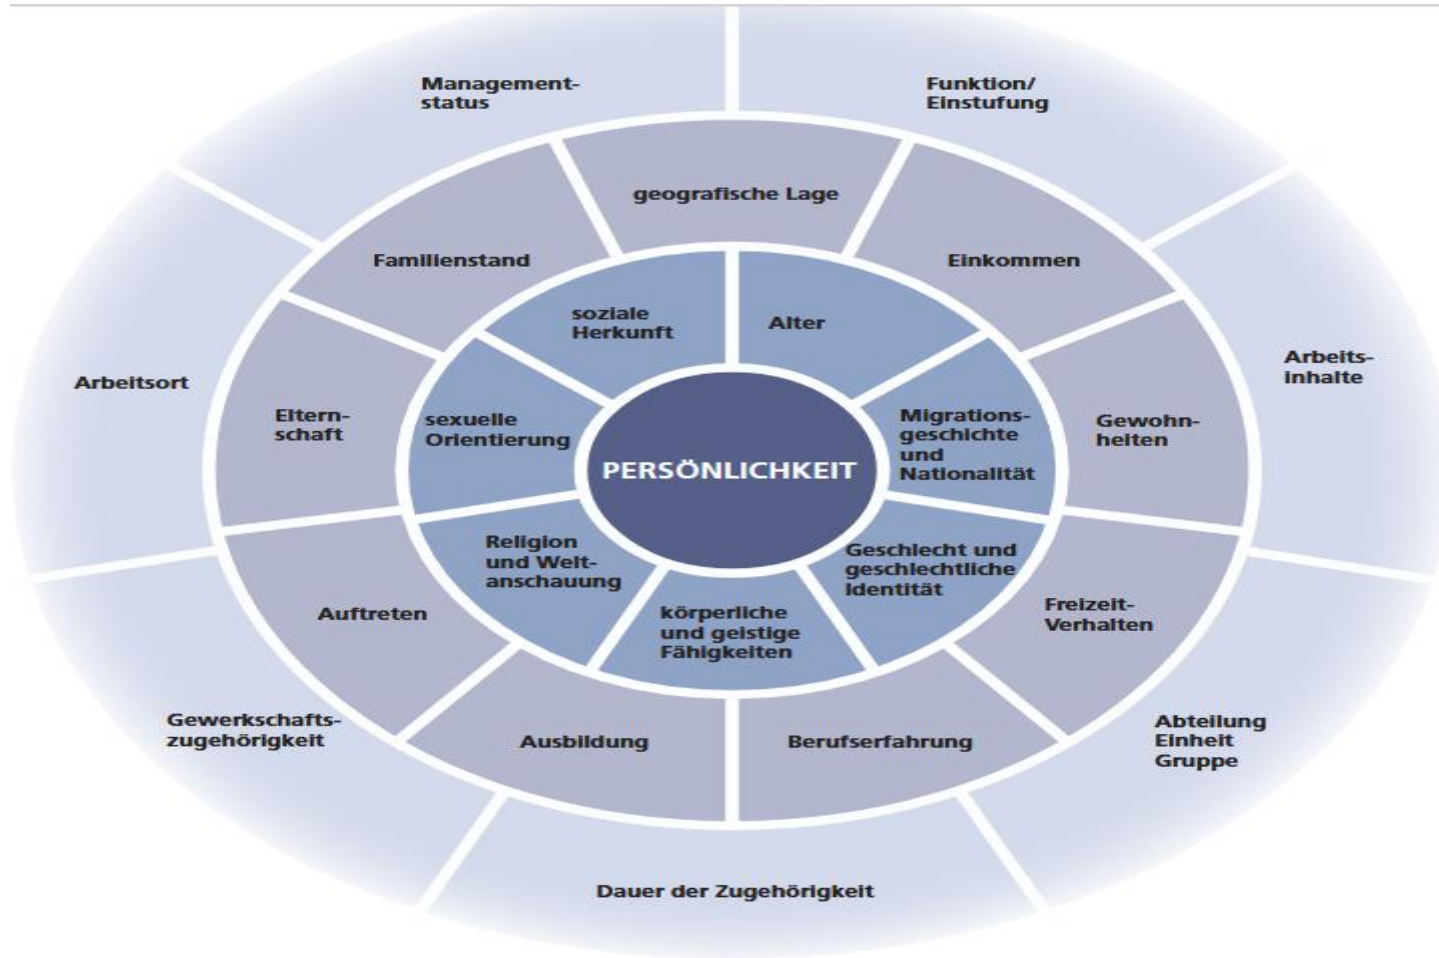 Management-
status
Funktion/
Einstufung
geografische Lage
Familienstand
Einkommen
soziale
Herkunft
Alter
Arbeitsort
Arbeits-
inhalte
Eltern-
schaft
sexuelle
Orientierung
Migrations-
geschichte
und
Nationalität
Gewohn-
heiten
PERSÖNLICHKEIT
Religion
und Welt-
anschauung
Geschlecht und
geschlechtliche
Identität
Auftreten
körperliche
und geistige
Fähigkeiten
Freizeit-
Verhalten
Gewerkschafts-
zugehörigkeit
Ausbildung
Berufserfahrung
Abteilung
Einheit
Gruppe
Dauer der Zugehörigkeit